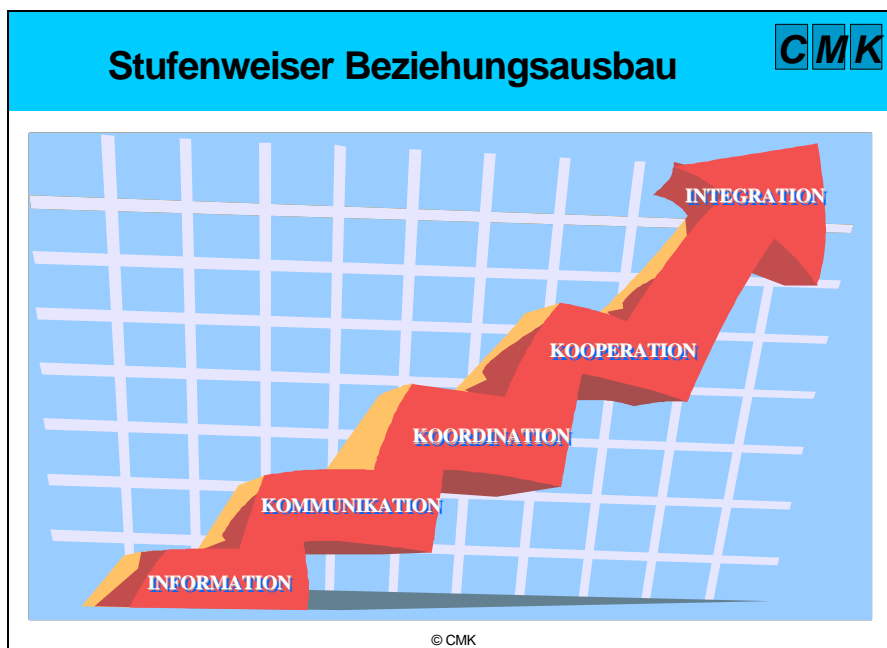 Stufenweiser Beziehungsausbau
CMK
INTEGRATION
KOOPERATION
KOORDINATION
KOMMUNIKATION
INFORMATION
© CMK